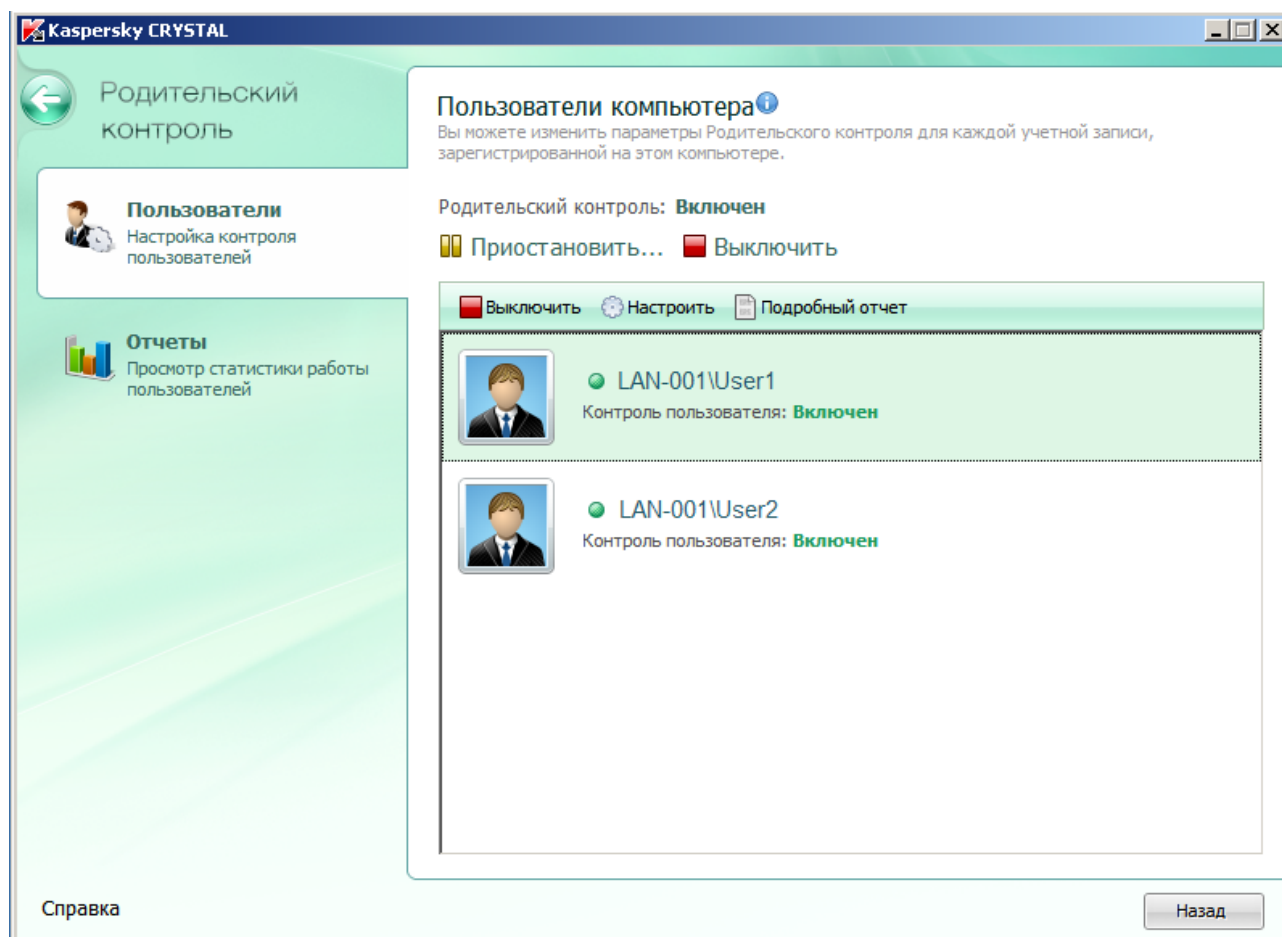 Kaspersky CRYSTAL
Родительский
контроль
Пользователи
Настройка контроля
пользователей
Отчеты
Просмотр статистики работы
пользователей
Пользователи компьютера
Вы можете изменить параметры Родительского контроля для каждой учетной записи,
зарегистрированной на этом компьютере.
Родительский контроль: Включен
Приостановить... Выключить
Выключить Настроить Подробный отчет
LAN-001\User1
Контроль пользователя: Включен
LAN-001\User2
Контроль пользователя: Включен
Справка
Назад